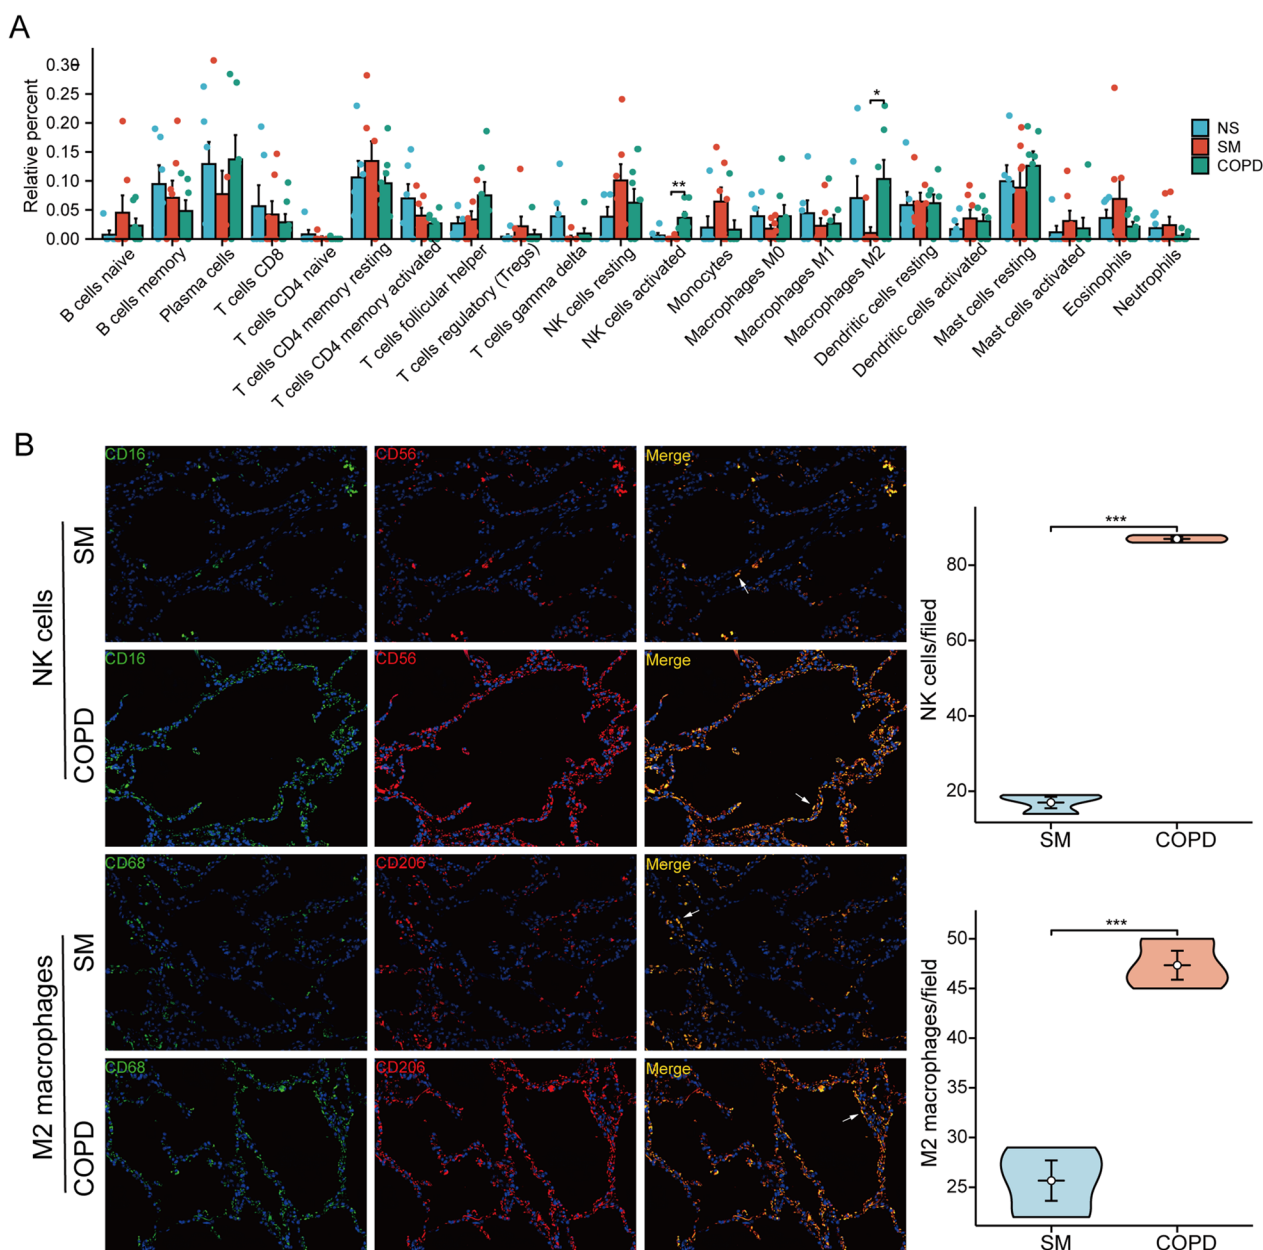 A
Relative percent
0.30
0.25
0.20
0.15
0.10
0.05
0.00
**
*
NS
SM
COPD
B cells naive
B cells memory
Plasma cells
T cells CD8
T cells CD4 naive
T cells CD4 memory resting
T cells CD4 memory activated
T cells follicular helper
T cells regulatory (Tregs)
T cells gamma delta
NK cells resting
NK cells activated
Monocytes
Macrophages M0
Macrophages M1
Macrophages M2
Dendritic cells resting
Dendritic cells activated
Mast cells resting
Mast cells activated
Eosinophils
Neutrophils
B
NK cells
SM
CD16
CD56
Merge
COPD
CD16
CD56
Merge
NK cells/filed
80
60
40
20
***
SM
COPD
M2 macrophages
SM
CD68
CD206
Merge
COPD
CD68
CD206
Merge
M2 macrophages/field
50
45
40
35
30
25
***
SM
COPD